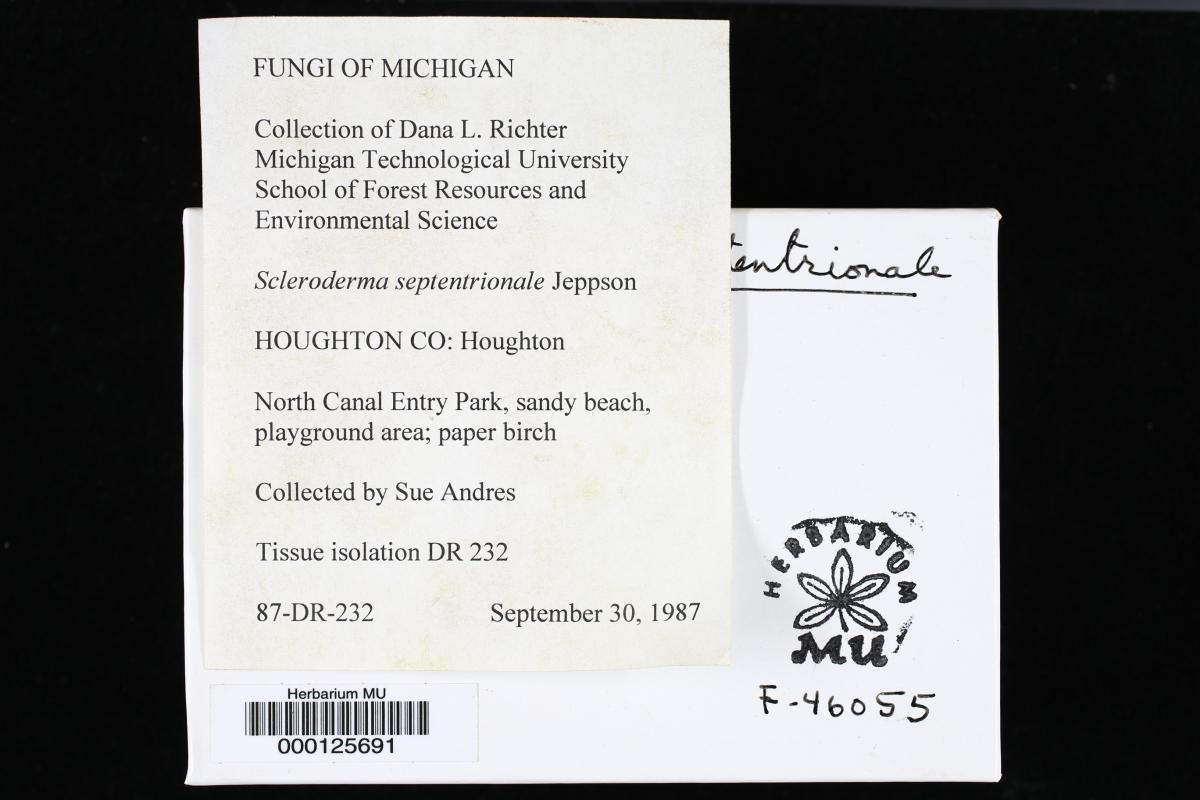 FUNGI OF MICHIGAN
Collection of Dana L. Richter
Michigan Technological University
School of Forest Resources and
Environmental Science
Scleroderma septentrionale Jeppson
HOUGHTON CO: Houghton
North Canal Entry Park, sandy beach,
playground area; paper birch
Collected by Sue Andres
Tissue isolation DR 232
87-DR-232 September 30, 1987
tentrionale
HERBARIUM
MU
F-46055
Herbarium MU
000125691